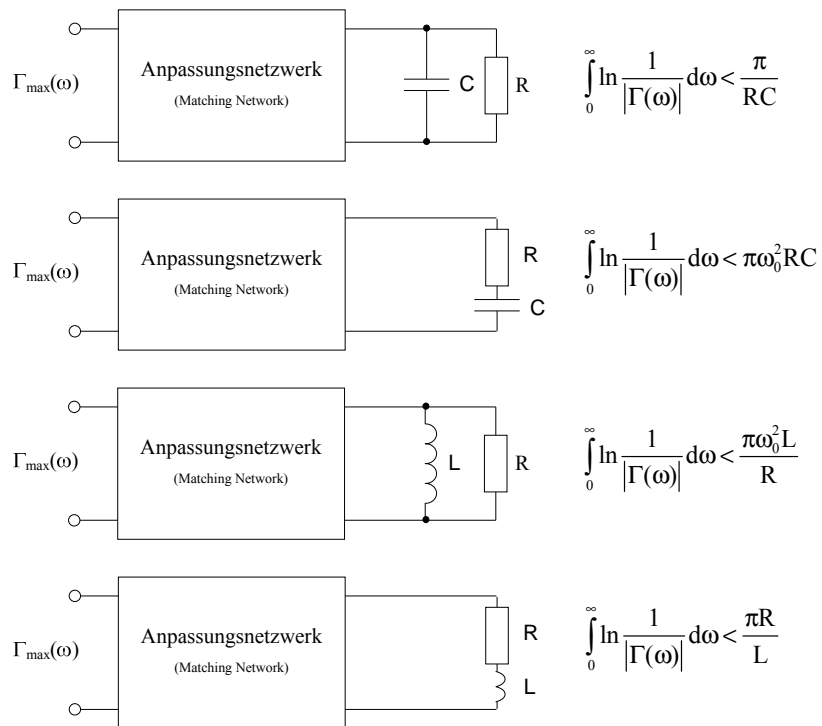 Γmax(ω)
Anpassungsnetzwerk
(Matching Network)
C
R
∫₀^∞ ln 1/|Γ(ω)| dω < π/RC
Γmax(ω)
Anpassungsnetzwerk
(Matching Network)
R
C
∫₀^∞ ln 1/|Γ(ω)| dω < πω₀²RC
Γmax(ω)
Anpassungsnetzwerk
(Matching Network)
L
R
∫₀^∞ ln 1/|Γ(ω)| dω < πω₀²L/R
Γmax(ω)
Anpassungsnetzwerk
(Matching Network)
R
L
∫₀^∞ ln 1/|Γ(ω)| dω < πR/L